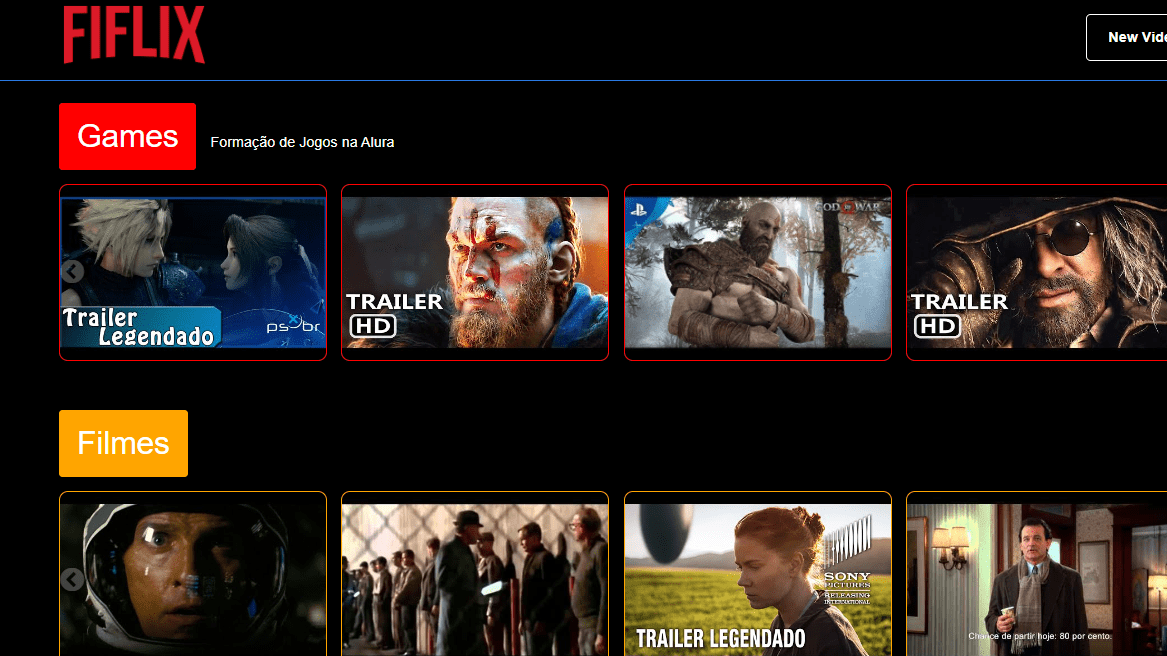 FIFLIX
New Vide
Games
Formação de Jogos na Alura
Trailer
Legendado
ps br
TRAILER
HD
GOD WAR
TRAILER
HD
Filmes
SONY
PICTURES
RELEASING
INTERNATIONAL
TRAILER LEGENDADO
Chance de partir hoje: 80 por cento.